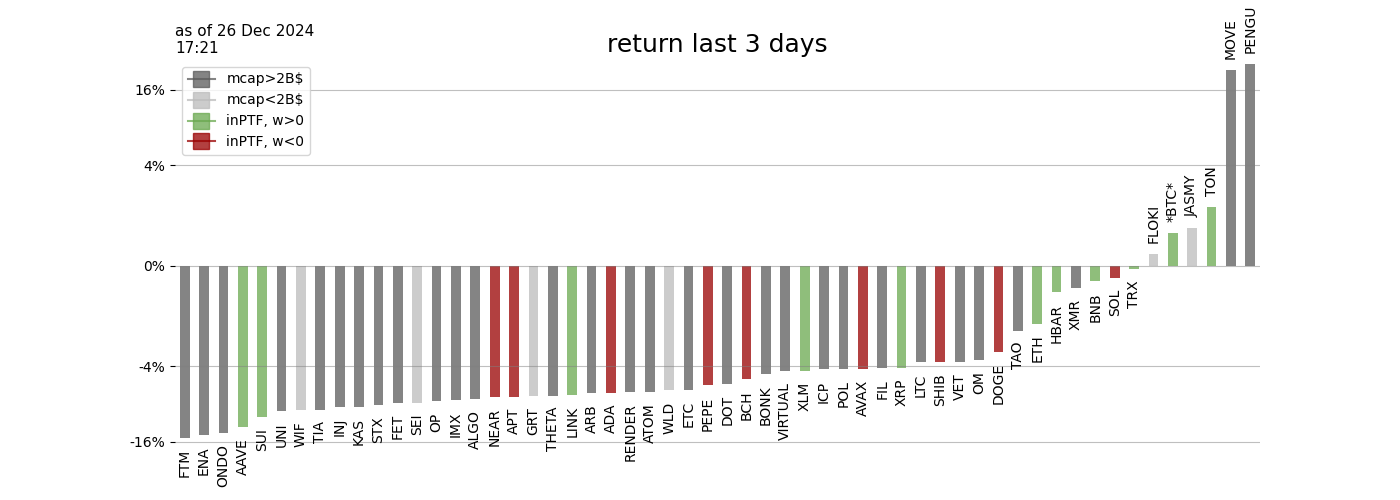 as of 26 Dec 2024
17:21
return last 3 days
mcap>2B$
mcap<2B$
inPTF, w>0
inPTF, w<0
16%
4%
0%
-4%
-16%
FTM
ENA
ONDO
AAVE
SUI
UNI
WIF
TIA
INJ
KAS
STX
FET
SEI
OP
IMX
ALGO
NEAR
APT
GRT
THETA
LINK
ARB
ADA
RENDER
ATOM
WLD
ETC
PEPE
DOT
BCH
BONK
VIRTUAL
XLM
ICP
POL
AVAX
FIL
XRP
LTC
SHIB
VET
OM
DOGE
TAO
ETH
HBAR
XMR
BNB
SOL
TRX
FLOKI
*BTC*
JASMY
TON
MOVE
PENGU